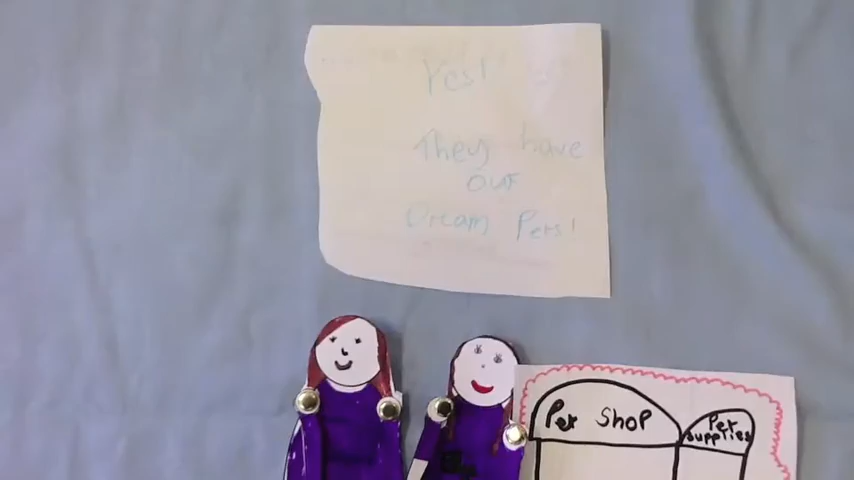 Yes!
They have
our
Dream Pets!
Pet Shop
Pet
supplies